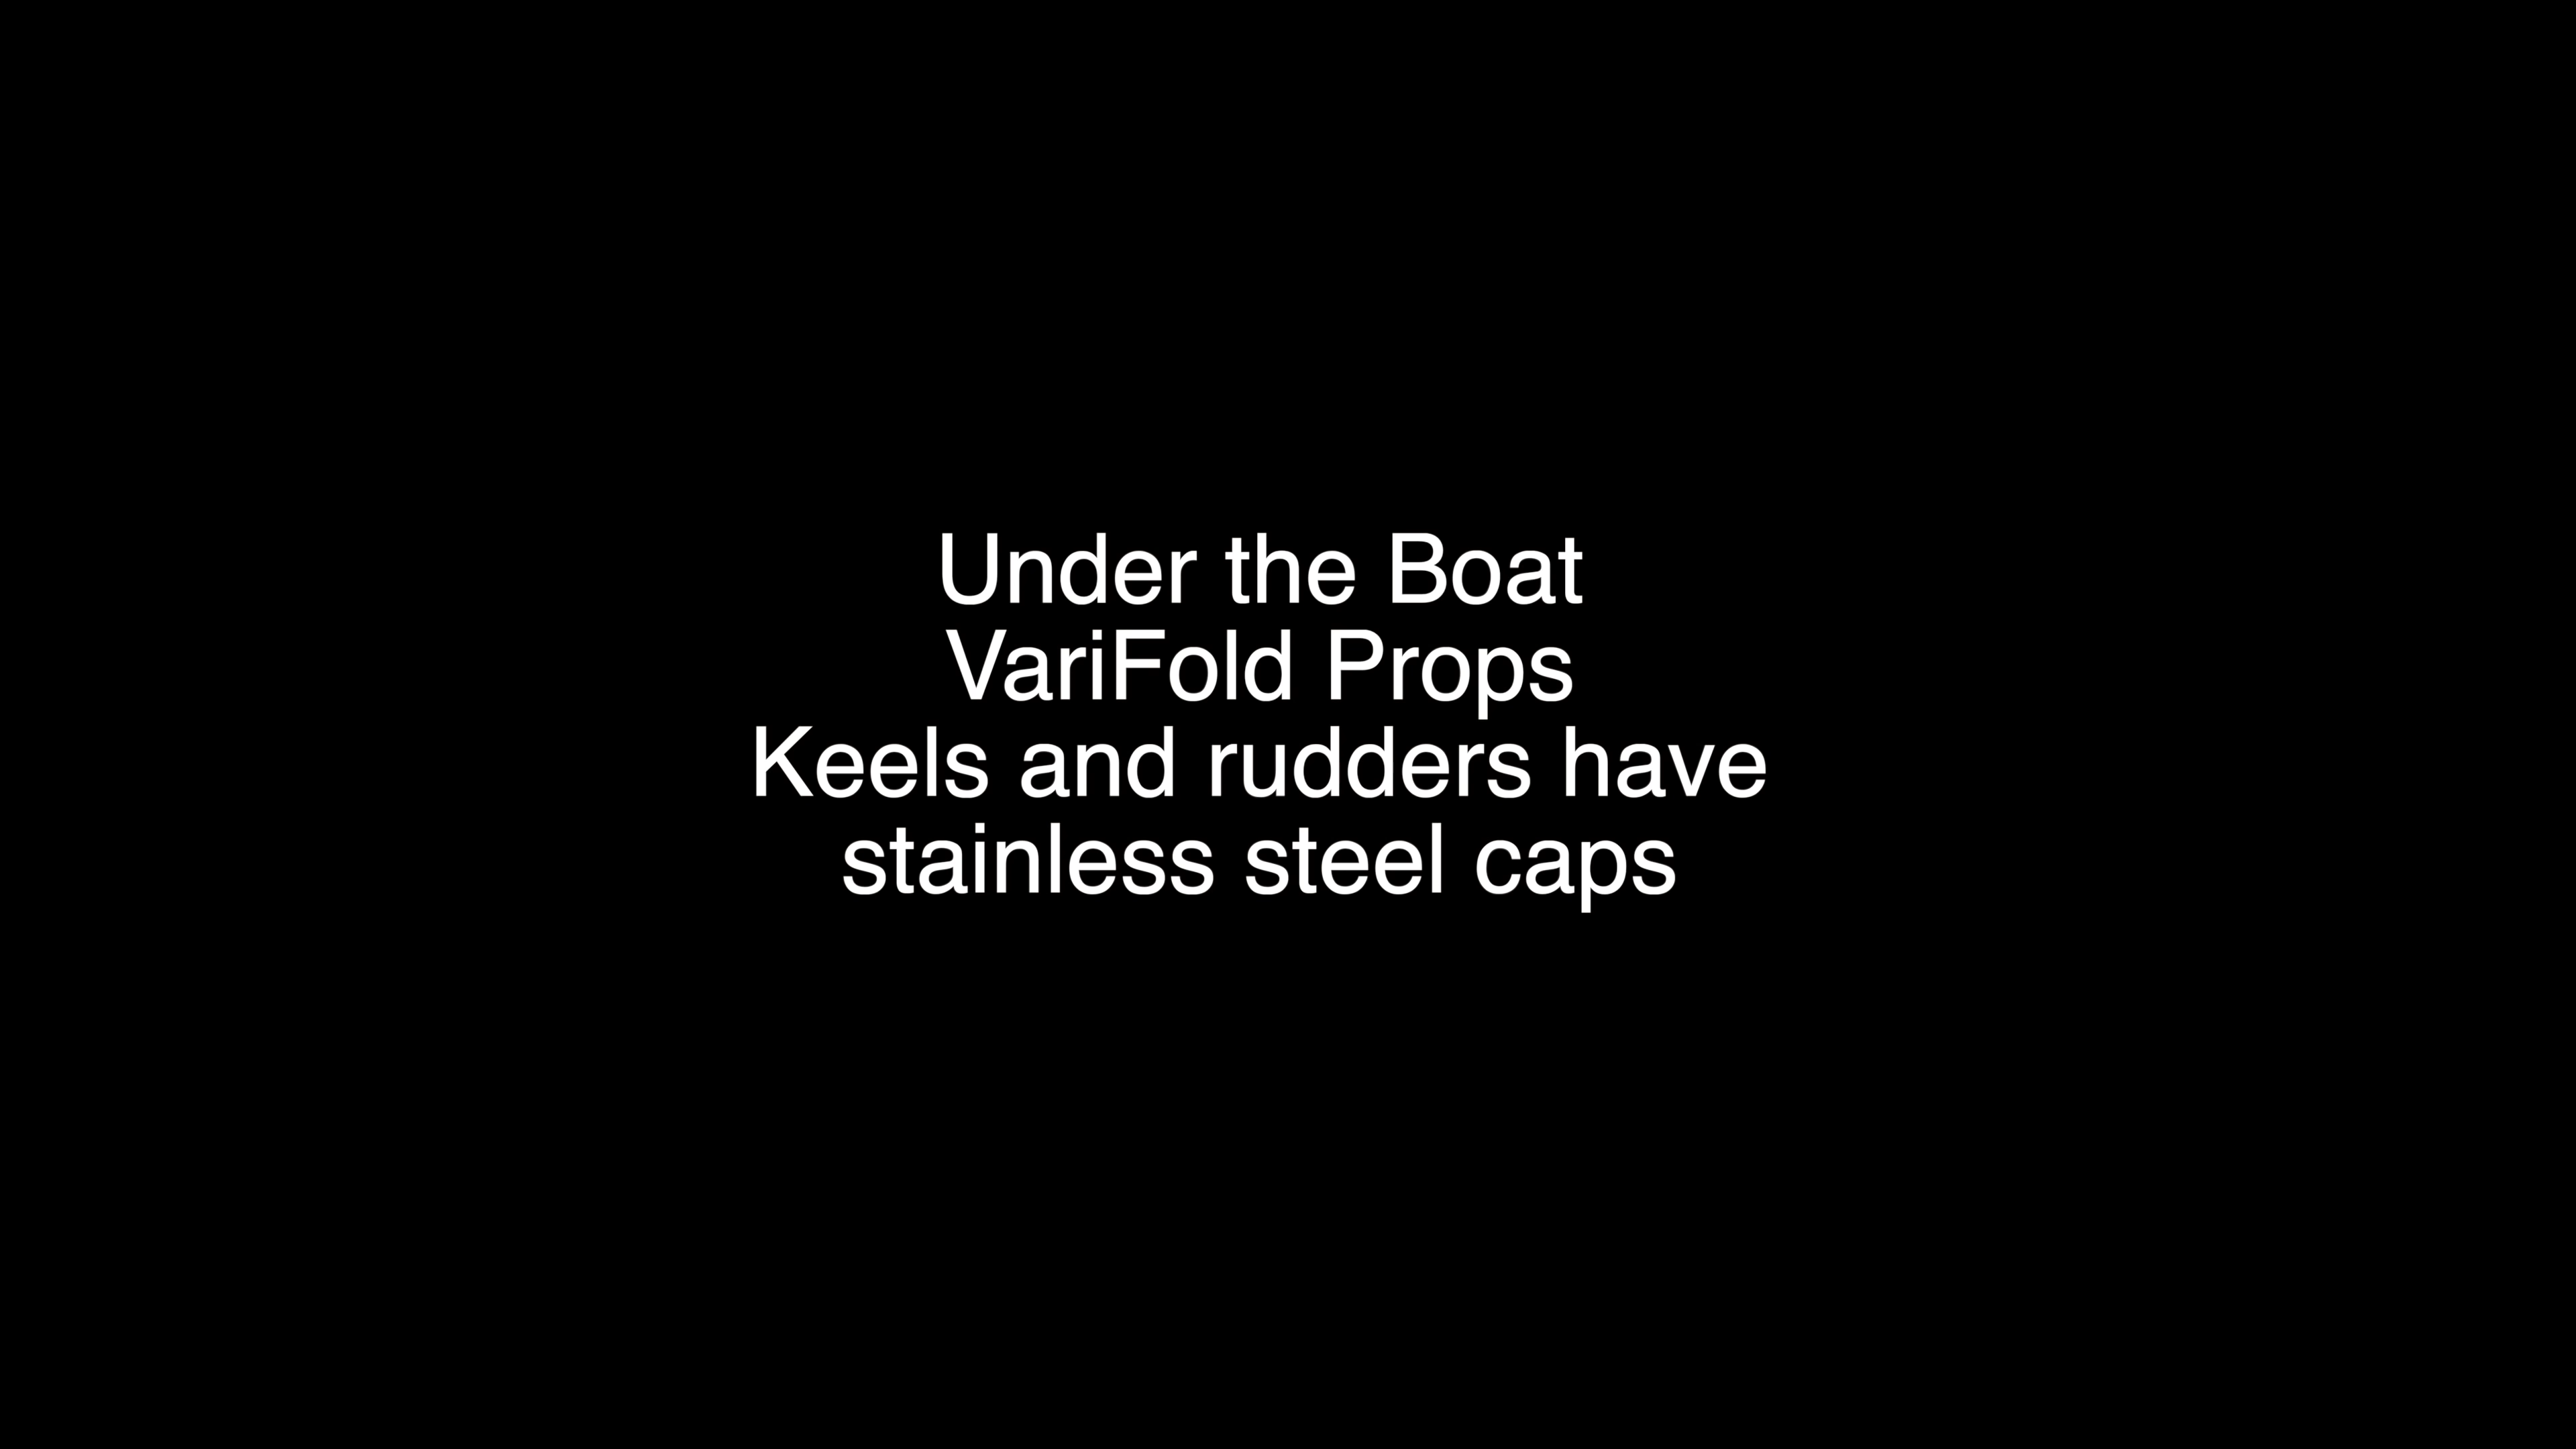 Under the Boat
VariFold Props
Keels and rudders have
stainless steel caps